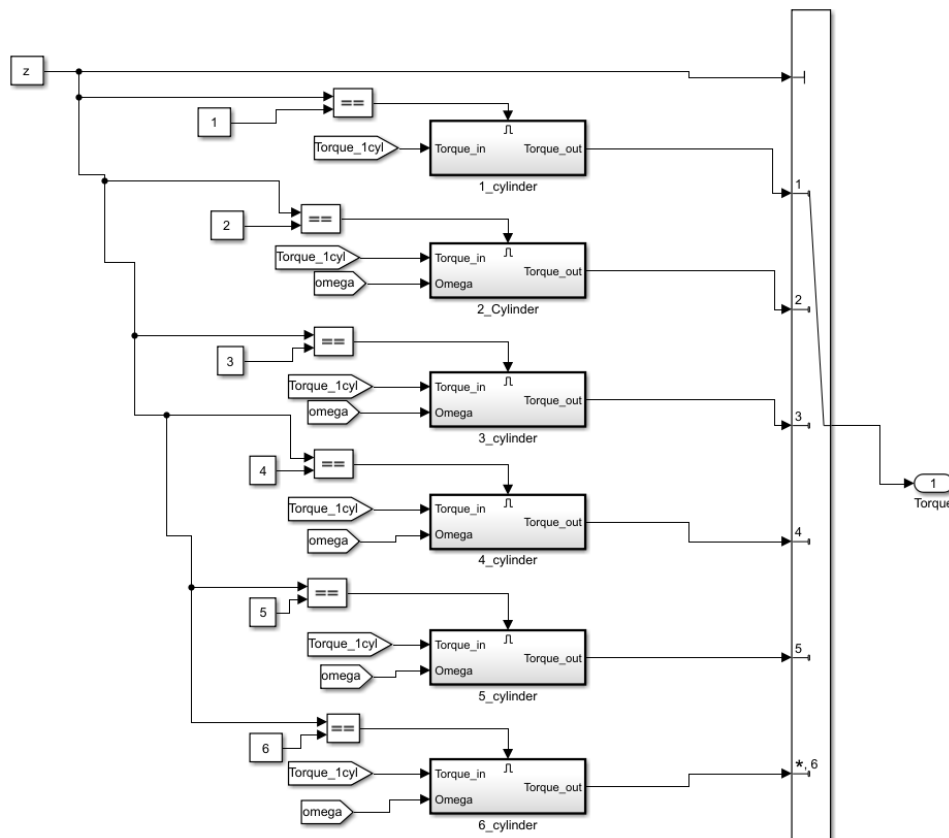 z
==
1
Torque_1cyl
Torque_in
Torque_out
1_cylinder
1
==
2
Torque_1cyl
omega
Torque_in
Omega
Torque_out
2_Cylinder
2
==
3
Torque_1cyl
omega
Torque_in
Omega
Torque_out
3_cylinder
3
==
4
Torque_1cyl
omega
Torque_in
Omega
Torque_out
4_cylinder
4
1
Torque
==
5
Torque_1cyl
omega
Torque_in
Omega
Torque_out
5_cylinder
5
==
6
Torque_1cyl
omega
Torque_in
Omega
Torque_out
6_cylinder
*, 6